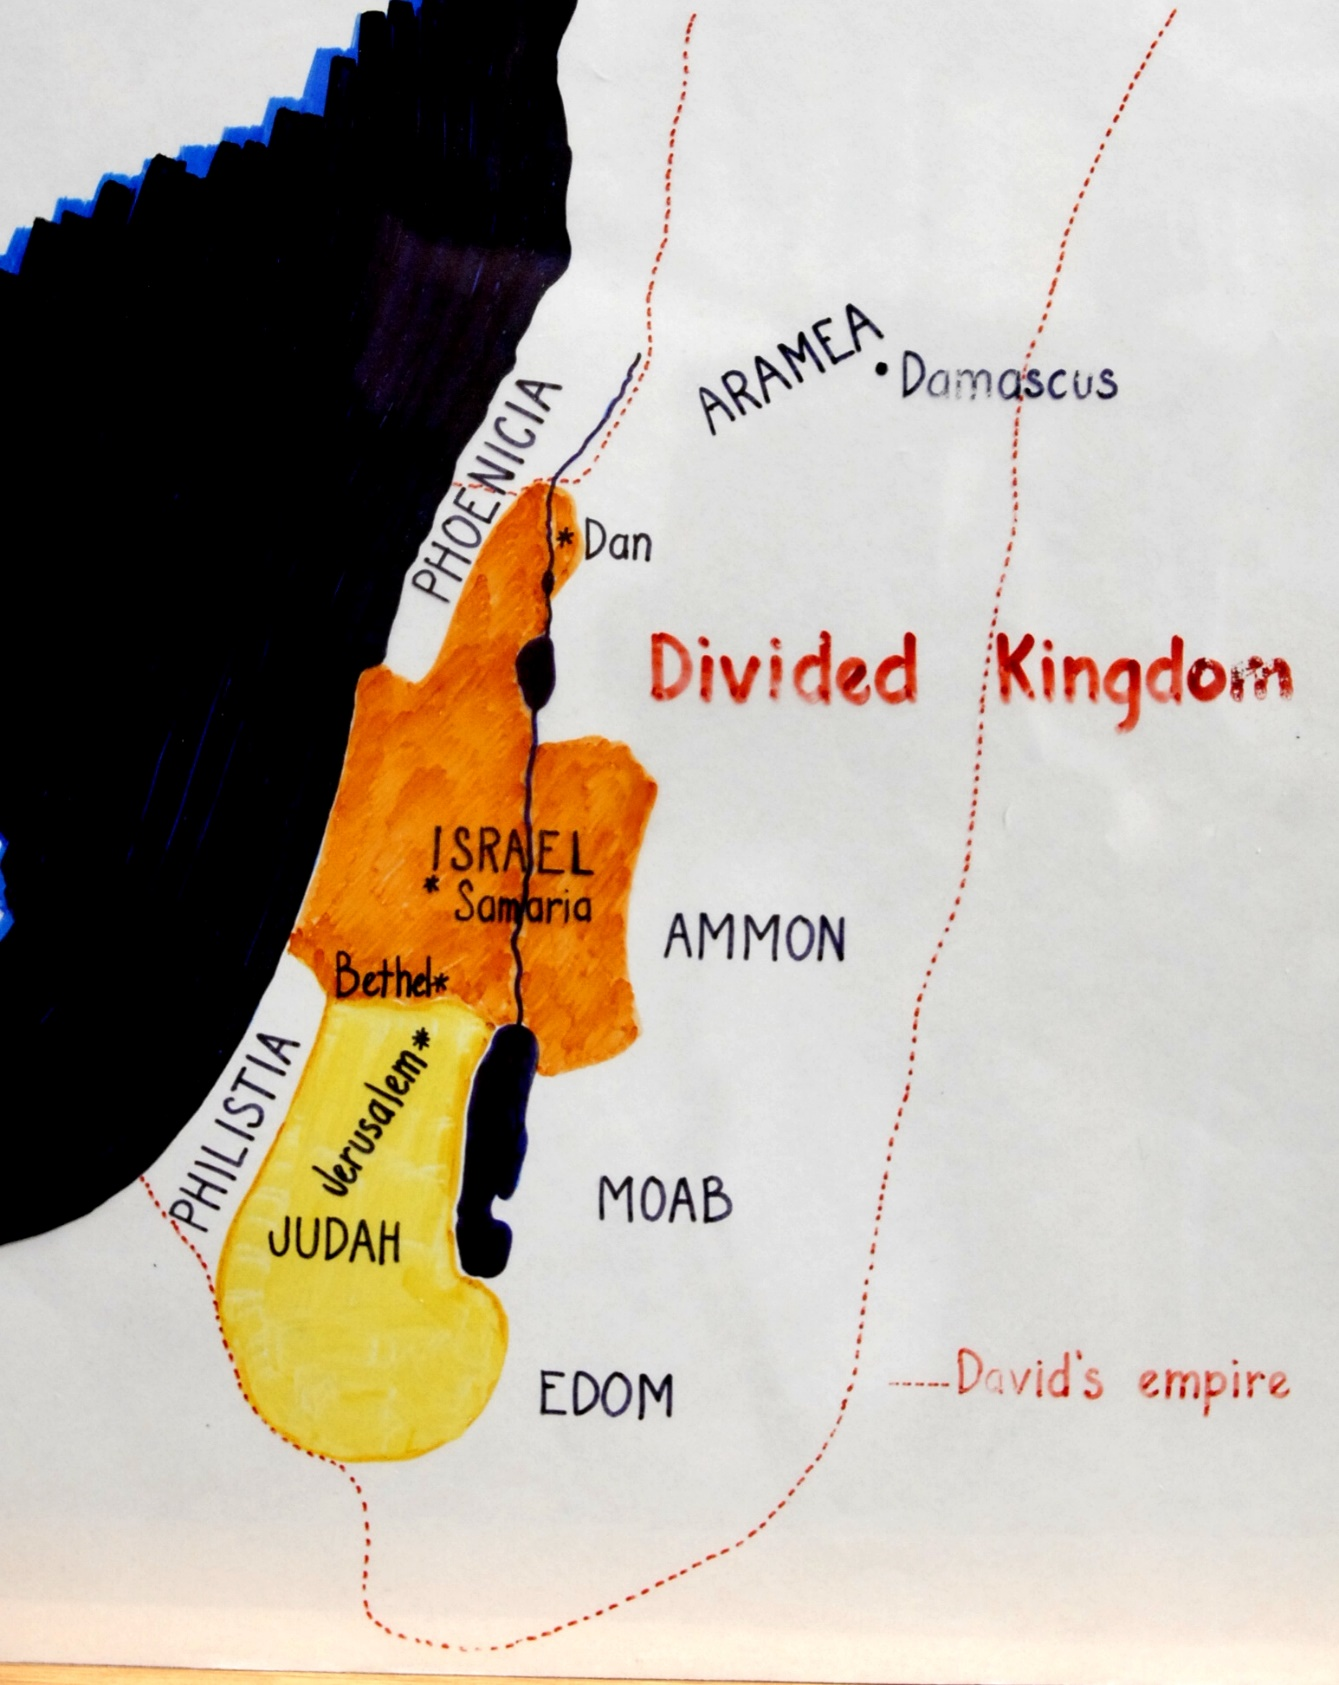 ARAMEA
Damascus
PHOENICIA
Dan
Divided Kingdom
ISRAEL
Samaria
AMMON
Bethel
Jerusalem
PHILISTIA
MOAB
JUDAH
David's empire
EDOM